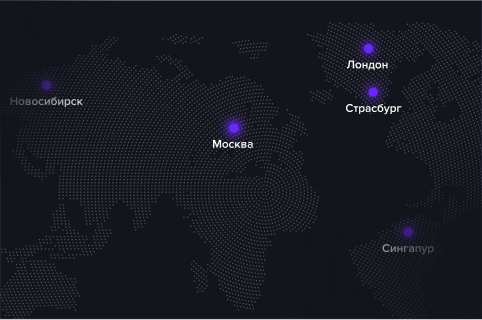 Лондон
Новосибирск
Страсбург
Москва
Сингапур